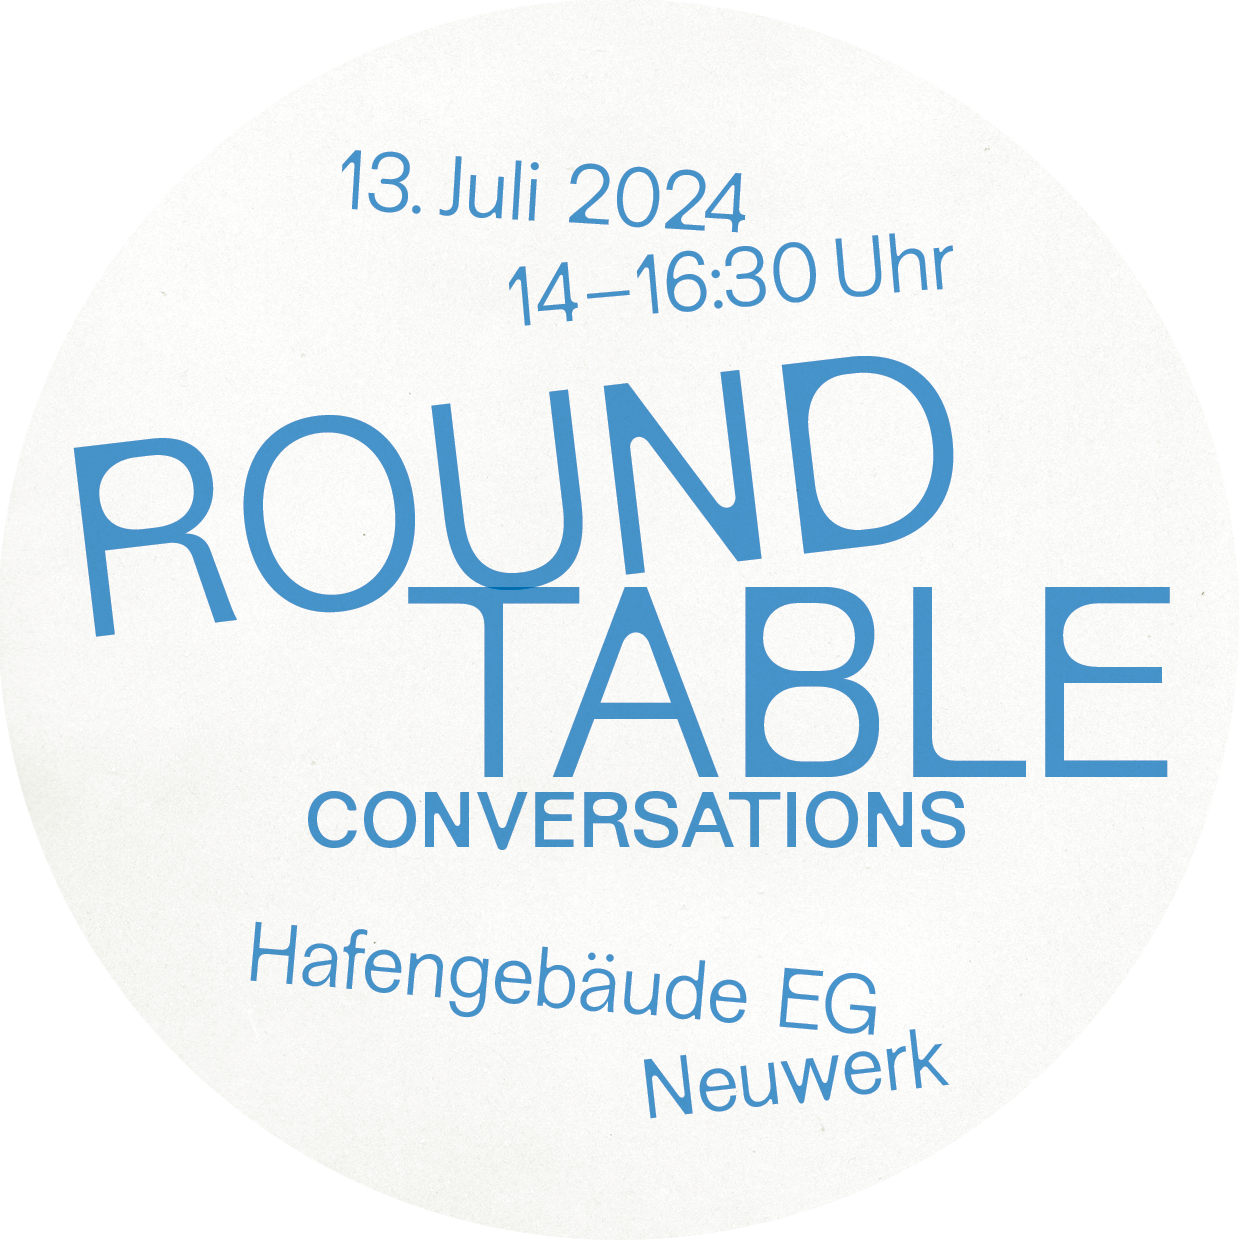 13. Juli 2024
14–16:30 Uhr
ROUND
TABLE
CONVERSATIONS
Hafengebäude EG
Neuwerk